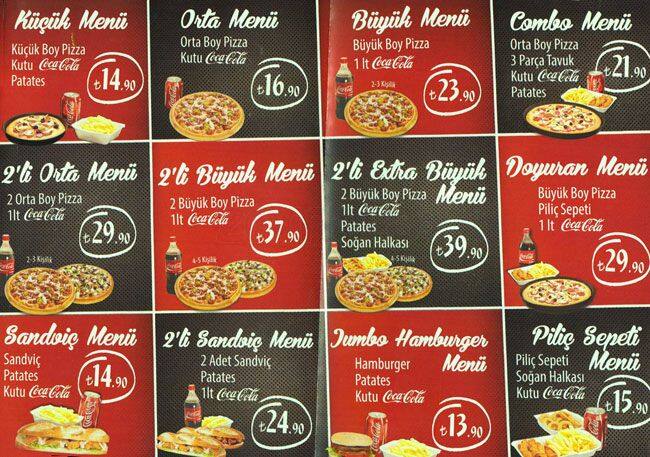 Küçük Menü
Küçük Boy Pizza
Kutu Coca-Cola
Patates
₺14.90
Orta Menü
Orta Boy Pizza
Kutu Coca-Cola
₺16.90
Büyük Menü
Büyük Boy Pizza
1 lt Coca-Cola
2-3 Kişilik
₺23.90
Combo Menü
Orta Boy Pizza
3 Parça Tavuk
Kutu Coca-Cola
Patates
₺21.90
2'li Orta Menü
2 Orta Boy Pizza
1lt Coca-Cola
₺29.90
2-3 Kişilik
2'li Büyük Menü
2 Büyük Boy Pizza
1lt Coca-Cola
₺37.90
4-5 Kişilik
2'li Extra Büyük
Menü
2 Büyük Boy Pizza
1lt Coca-Cola
Patates
Soğan Halkası
₺39.90
4-5 Kişilik
Doyuran Menü
Büyük Boy Pizza
Piliç Sepeti
1 lt Coca-Cola
₺29.90
Sandviç Menü
Sandviç
Patates
Kutu Coca-Cola
₺14.90
2'li Sandviç Menü
2 Adet Sandviç
Patates
1lt Coca-Cola
₺24.90
Jumbo Hamburger
Menü
Hamburger
Patates
Kutu Coca-Cola
₺13.90
Piliç Sepeti
Menü
Piliç Sepeti
Soğan Halkası
Kutu Coca-Cola
₺15.90